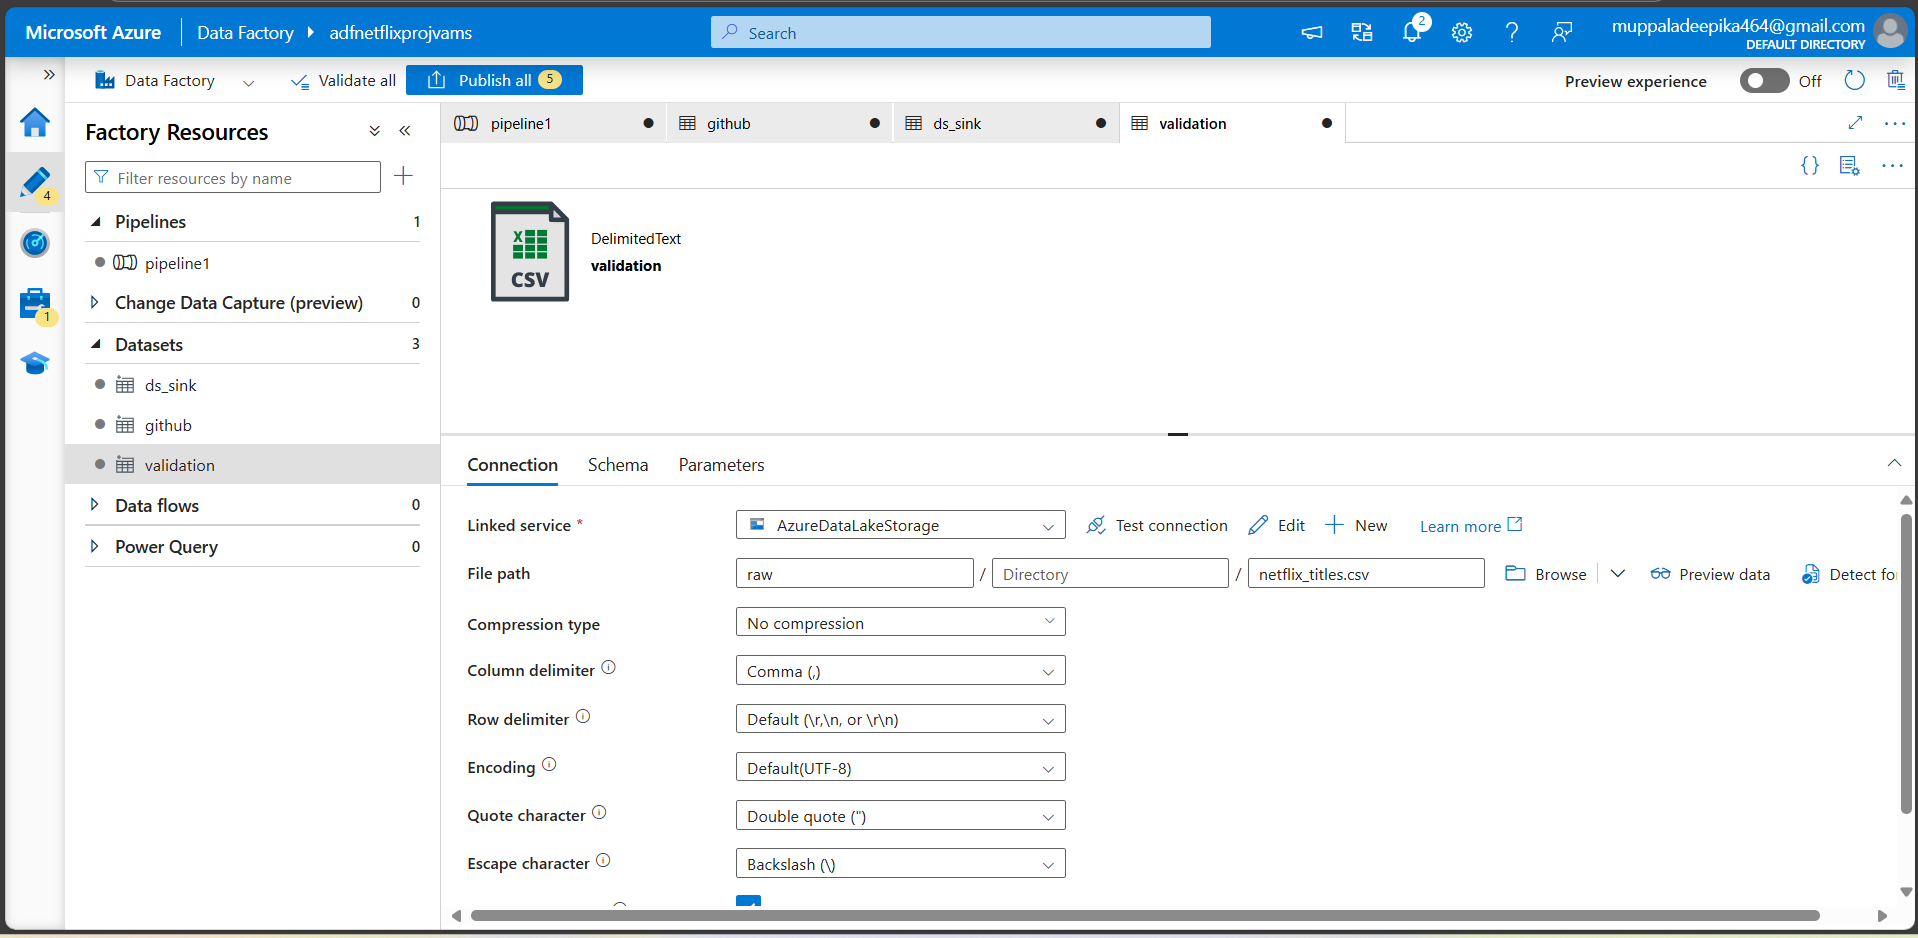 Microsoft Azure
Data Factory
adfnetflixprojvams
Search
2
muppaladeepika464@gmail.com
DEFAULT DIRECTORY
Data Factory
Validate all
Publish all
5
Preview experience
Off
Factory Resources
Filter resources by name
4
1
Pipelines
1
pipeline1
Change Data Capture (preview)
0
Datasets
3
ds_sink
github
validation
Data flows
0
Power Query
0
pipeline1
github
ds_sink
validation
{}
X
CSV
DelimitedText
validation
Connection
Schema
Parameters
Linked service *
AzureDataLakeStorage
Test connection
Edit
New
Learn more
File path
raw
/
Directory
/
netflix_titles.csv
Browse
Preview data
Detect for
Compression type
No compression
Column delimiter
Comma (,)
Row delimiter
Default (\r,\n, or \r\n)
Encoding
Default(UTF-8)
Quote character
Double quote (")
Escape character
Backslash (\)